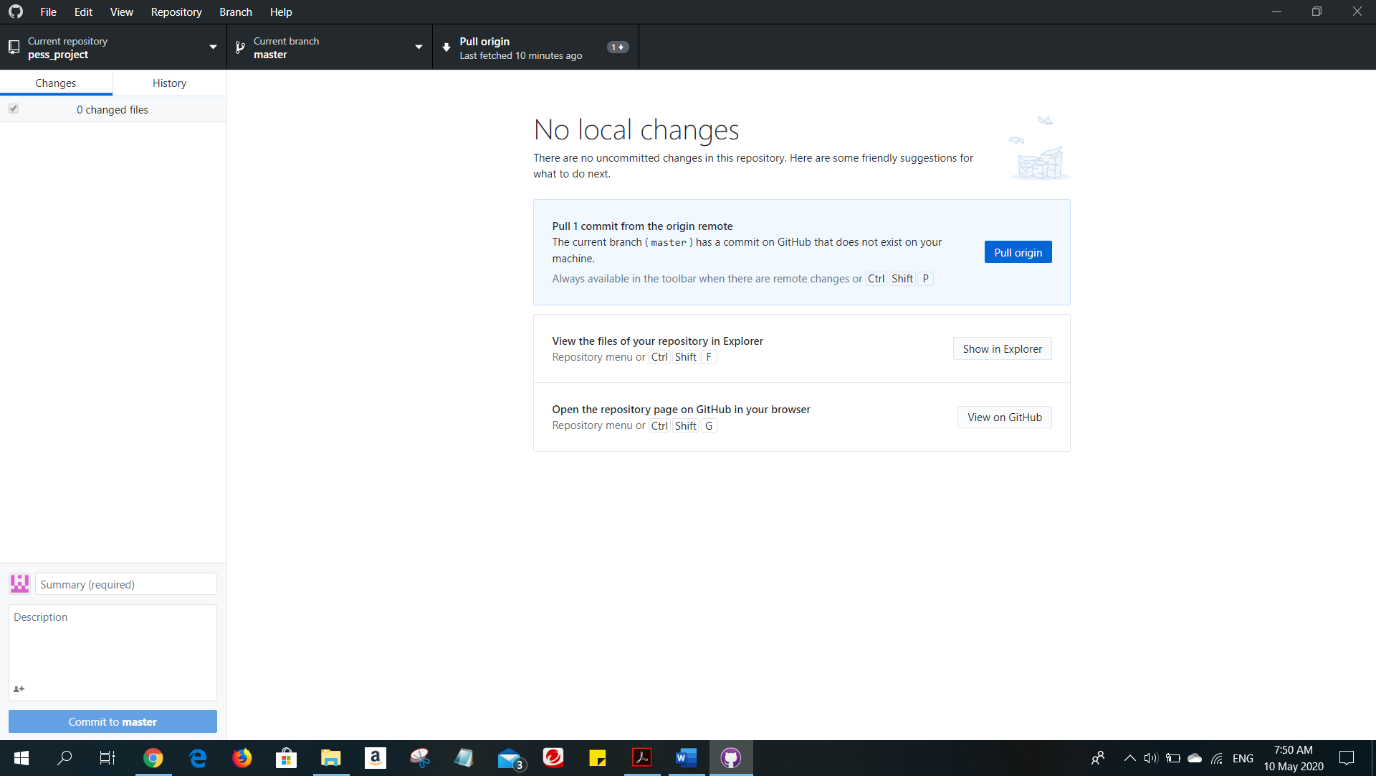 File Edit View Repository Branch Help
Current repository
pess_project
Current branch
master
Pull origin
Last fetched 10 minutes ago
1
Changes History
0 changed files
No local changes
There are no uncommitted changes in this repository. Here are some friendly suggestions for
what to do next.
Pull 1 commit from the origin remote
The current branch ( master ) has a commit on GitHub that does not exist on your
machine.
Always available in the toolbar when there are remote changes or Ctrl Shift P
Pull origin
View the files of your repository in Explorer
Repository menu or Ctrl Shift F
Show in Explorer
Open the repository page on GitHub in your browser
Repository menu or Ctrl Shift G
View on GitHub
Summary (required)
Description
Commit to master
3
ENG
7:50 AM
10 May 2020